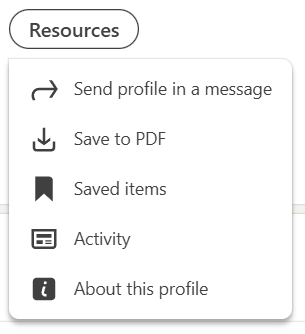 Resources
Send profile in a message
Save to PDF
Saved items
Activity
About this profile